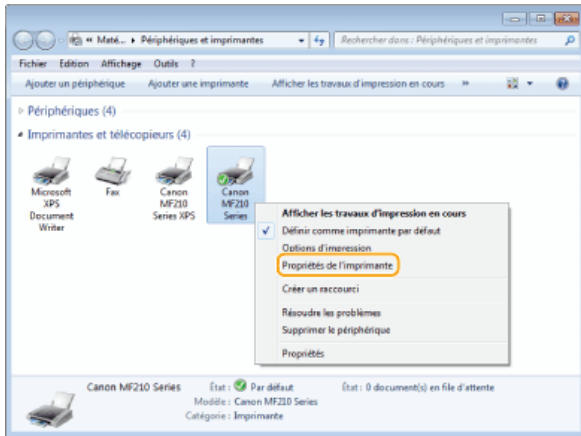 « Maté... ▸ Périphériques et imprimantes
Rechercher dans : Périphériques et imprimantes
Fichier Edition Affichage Outils ?
Ajouter un périphérique Ajouter une imprimante Afficher les travaux d'impression en cours »
Périphériques (4)
Imprimantes et télécopieurs (4)
Microsoft XPS Document Writer
Fax
Canon MF210 Series XPS
Canon MF210 Series
Afficher les travaux d'impression en cours
Définir comme imprimante par défaut
Options d'impression
Propriétés de l'imprimante
Créer un raccourci
Résoudre les problèmes
Supprimer le périphérique
Propriétés
Canon MF210 Series État : Par défaut État : 0 document(s) en file d'attente
Modèle : Canon MF210 Series
Catégorie : Imprimante